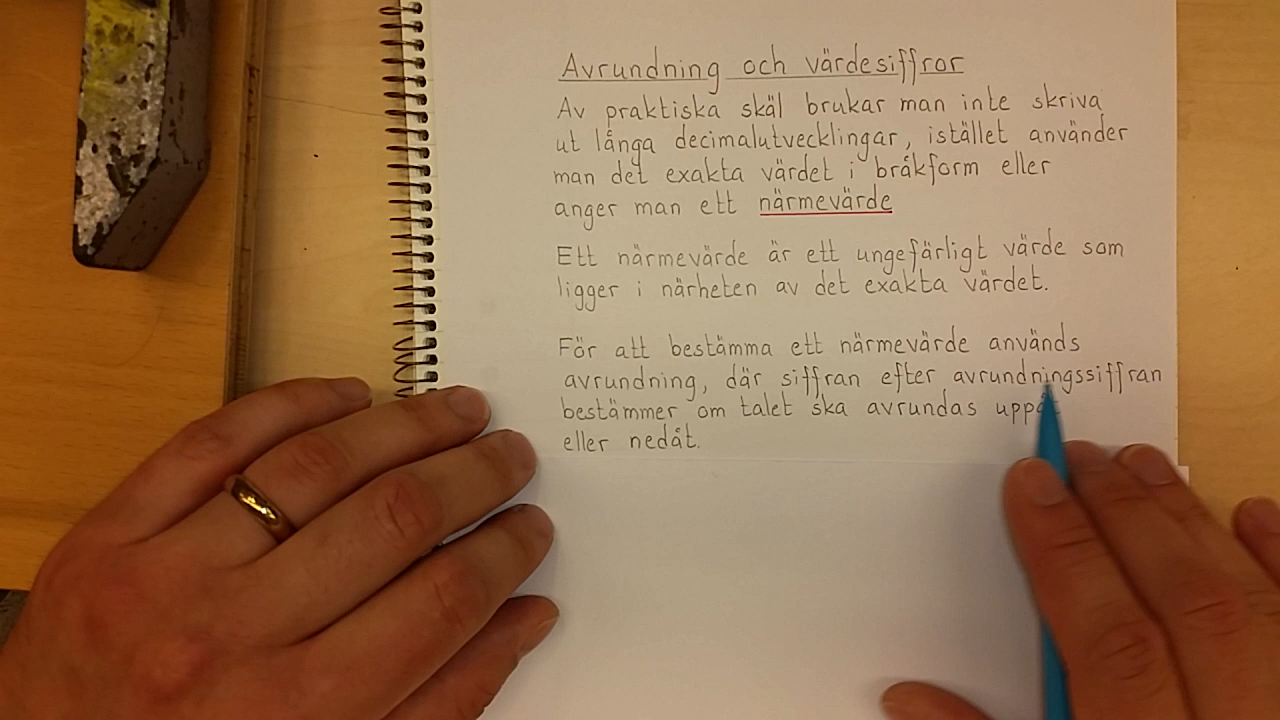 Avrundning och värdesiffror
Av praktiska skäl brukar man inte skriva
ut långa decimalutvecklingar, istället använder
man det exakta värdet i bråkform eller
anger man ett närmevärde
Ett närmevärde är ett ungefärligt värde som
ligger i närheten av det exakta värdet.
För att bestämma ett närmevärde används
avrundning, där siffran efter avrundningssiffran
bestämmer om talet ska avrundas uppåt
eller nedåt.